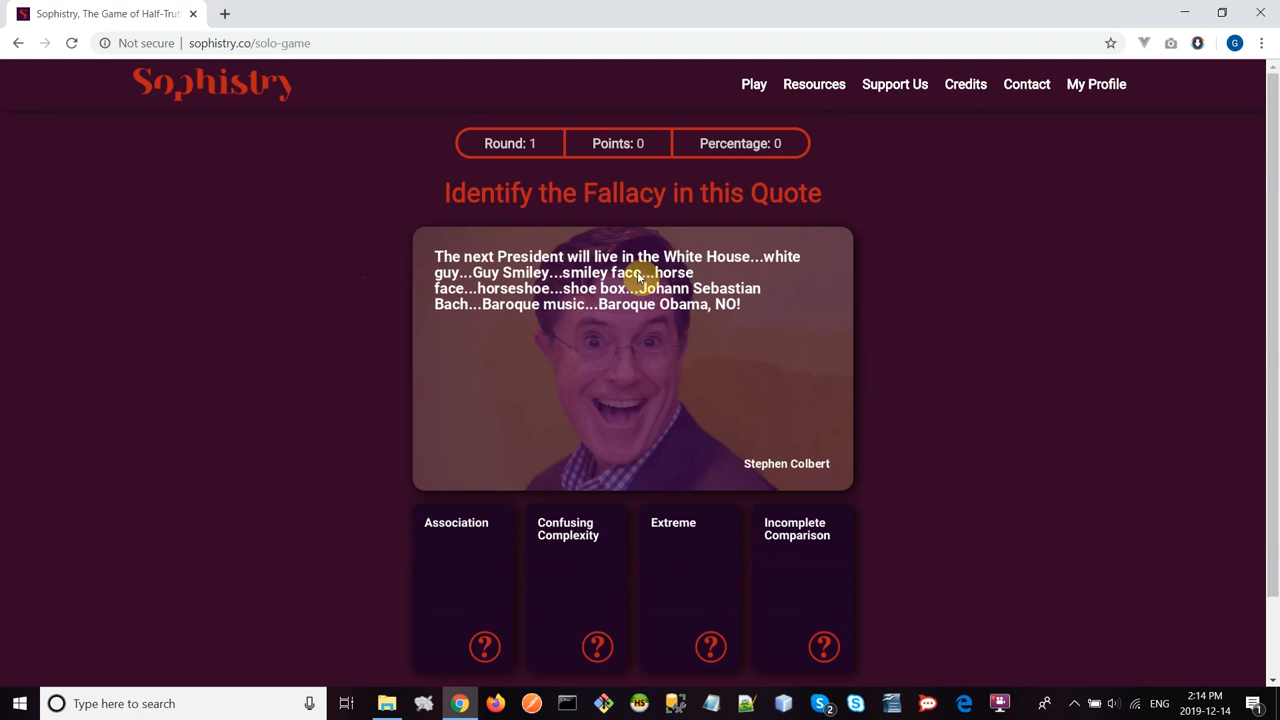 Sophistry, The Game of Half-Trut
Not secure
sophistry.co/solo-game
G
Sophistry
Play
Resources
Support Us
Credits
Contact
My Profile
Round: 1
Points: 0
Percentage: 0
Identify the Fallacy in this Quote
The next President will live in the White House...white
guy...Guy Smiley...smiley face...horse
face...horseshoe...shoe box...Johann Sebastian
Bach...Baroque music...Baroque Obama, NO!
Stephen Colbert
Association
Confusing
Complexity
Extreme
Incomplete
Comparison
?
?
?
?
Type here to search
HS
2
ENG
2:14 PM
2019-12-14
1